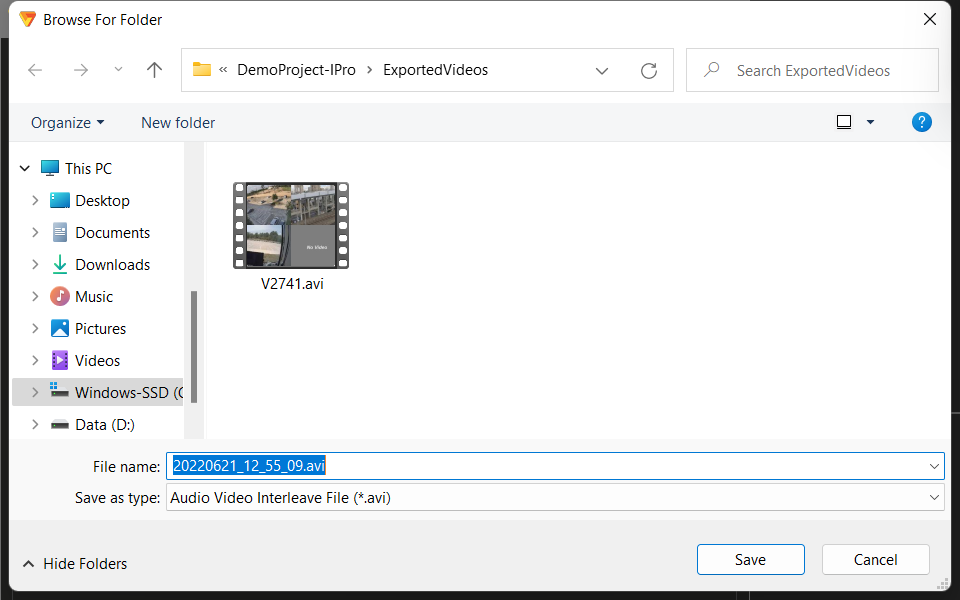 Browse For Folder
« DemoProject-IPro > ExportedVideos
Search ExportedVideos
Organize
New folder
?
This PC
Desktop
Documents
Downloads
Music
Pictures
Videos
Windows-SSD (C
Data (D:)
No Video
V2741.avi
File name: 20220621_12_55_09.avi
Save as type: Audio Video Interleave File (*.avi)
Hide Folders
Save
Cancel